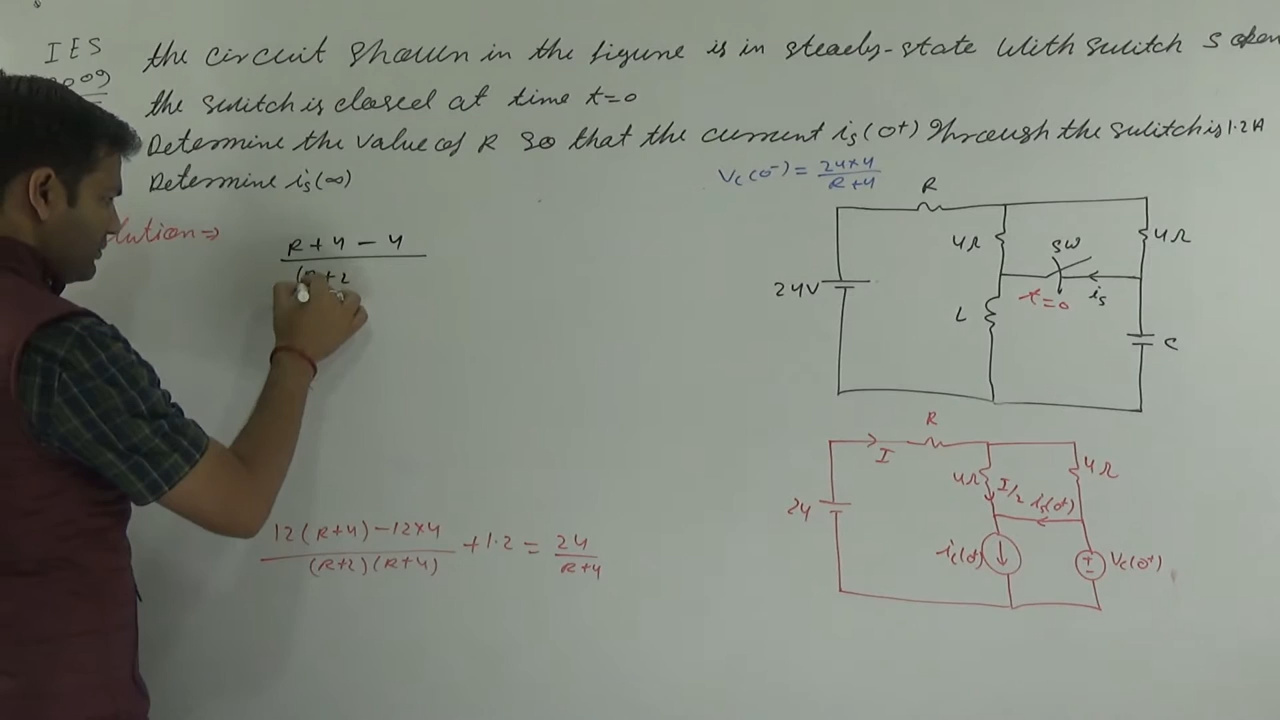 IES the circuit shown in the figure is in steady-state with switch S open
2009 the switch is closed at time t=0
Determine the value of R so that the current is(0+) through the switch is 1.2A
Determine is(∞)
Vc(0-) = 24×4/R+4
R
4Ω SW 4Ω
24V
t=0 is
L
C
Solution ⇒
R+4-4
(R+2
R
I
4Ω I/2 4Ω
24 is(0+)
iL(0+) Vc(0+)
12(R+4)-12×4/(R+2)(R+4) + 1.2 = 24/R+4